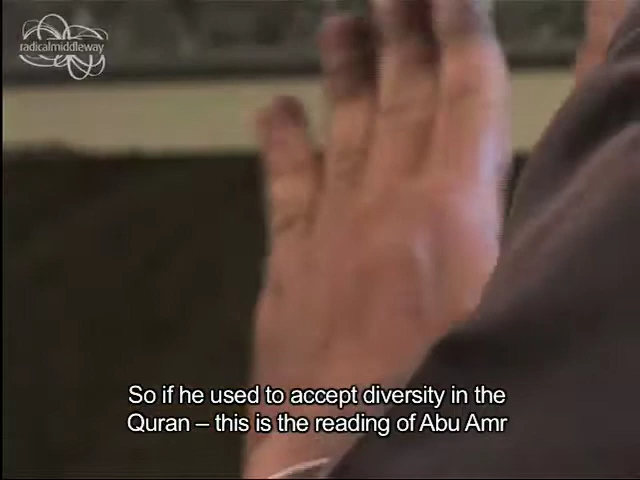 radicalmiddleway
So if he used to accept diversity in the
Quran – this is the reading of Abu Amr